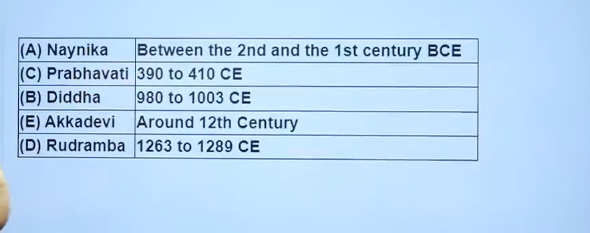 (A) Naynika Between the 2nd and the 1st century BCE
(C) Prabhavati 390 to 410 CE
(B) Diddha 980 to 1003 CE
(E) Akkadevi Around 12th Century
(D) Rudramba 1263 to 1289 CE